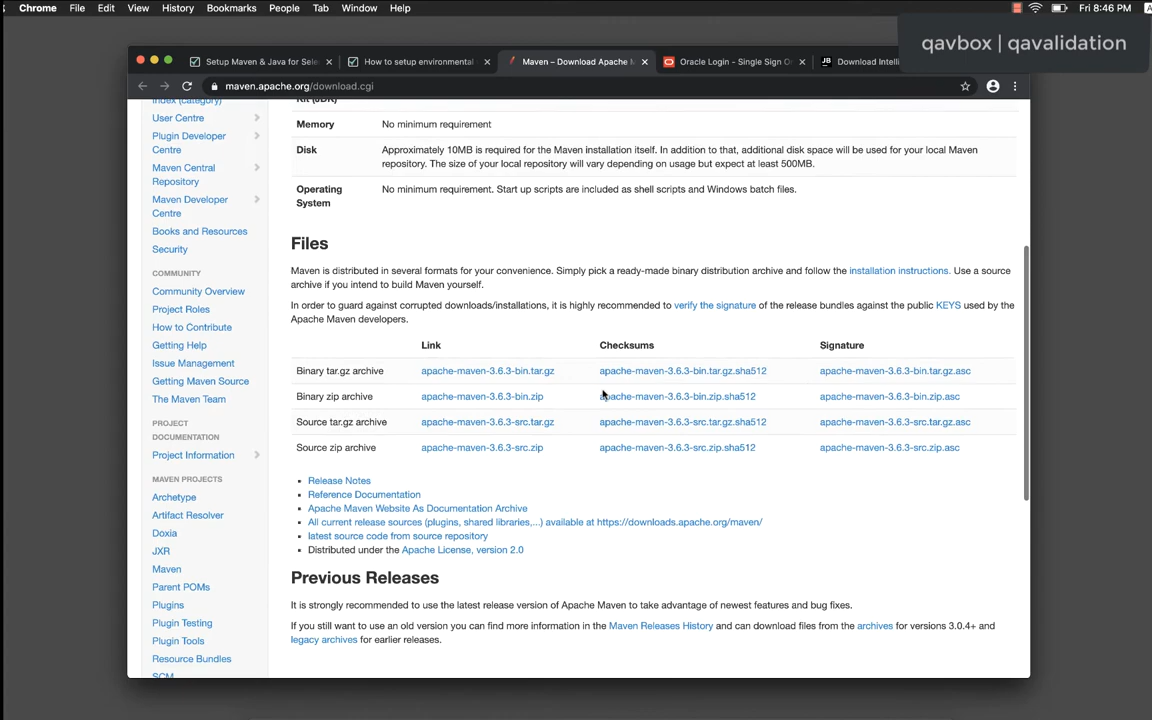 Chrome File Edit View History Bookmarks People Tab Window Help Fri 8:46 PM
qavbox | qavalidation
Setup Maven & Java for Sele How to setup environmental Maven – Download Apache M Oracle Login - Single Sign O Download Intelli
maven.apache.org/download.cgi
Index (category)
User Centre
Plugin Developer
Centre
Maven Central
Repository
Maven Developer
Centre
Books and Resources
Security
COMMUNITY
Community Overview
Project Roles
How to Contribute
Getting Help
Issue Management
Getting Maven Source
The Maven Team
PROJECT
DOCUMENTATION
Project Information
MAVEN PROJECTS
Archetype
Artifact Resolver
Doxia
JXR
Maven
Parent POMs
Plugins
Plugin Testing
Plugin Tools
Resource Bundles
SCM
Kit (JDK)
Memory No minimum requirement
Disk Approximately 10MB is required for the Maven installation itself. In addition to that, additional disk space will be used for your local Maven
repository. The size of your local repository will vary depending on usage but expect at least 500MB.
Operating No minimum requirement. Start up scripts are included as shell scripts and Windows batch files.
System
Files
Maven is distributed in several formats for your convenience. Simply pick a ready-made binary distribution archive and follow the installation instructions. Use a source
archive if you intend to build Maven yourself.
In order to guard against corrupted downloads/installations, it is highly recommended to verify the signature of the release bundles against the public KEYS used by the
Apache Maven developers.
Link Checksums Signature
Binary tar.gz archive apache-maven-3.6.3-bin.tar.gz apache-maven-3.6.3-bin.tar.gz.sha512 apache-maven-3.6.3-bin.tar.gz.asc
Binary zip archive apache-maven-3.6.3-bin.zip apache-maven-3.6.3-bin.zip.sha512 apache-maven-3.6.3-bin.zip.asc
Source tar.gz archive apache-maven-3.6.3-src.tar.gz apache-maven-3.6.3-src.tar.gz.sha512 apache-maven-3.6.3-src.tar.gz.asc
Source zip archive apache-maven-3.6.3-src.zip apache-maven-3.6.3-src.zip.sha512 apache-maven-3.6.3-src.zip.asc
Release Notes
Reference Documentation
Apache Maven Website As Documentation Archive
All current release sources (plugins, shared libraries,...) available at https://downloads.apache.org/maven/
latest source code from source repository
Distributed under the Apache License, version 2.0
Previous Releases
It is strongly recommended to use the latest release version of Apache Maven to take advantage of newest features and bug fixes.
If you still want to use an old version you can find more information in the Maven Releases History and can download files from the archives for versions 3.0.4+ and
legacy archives for earlier releases.